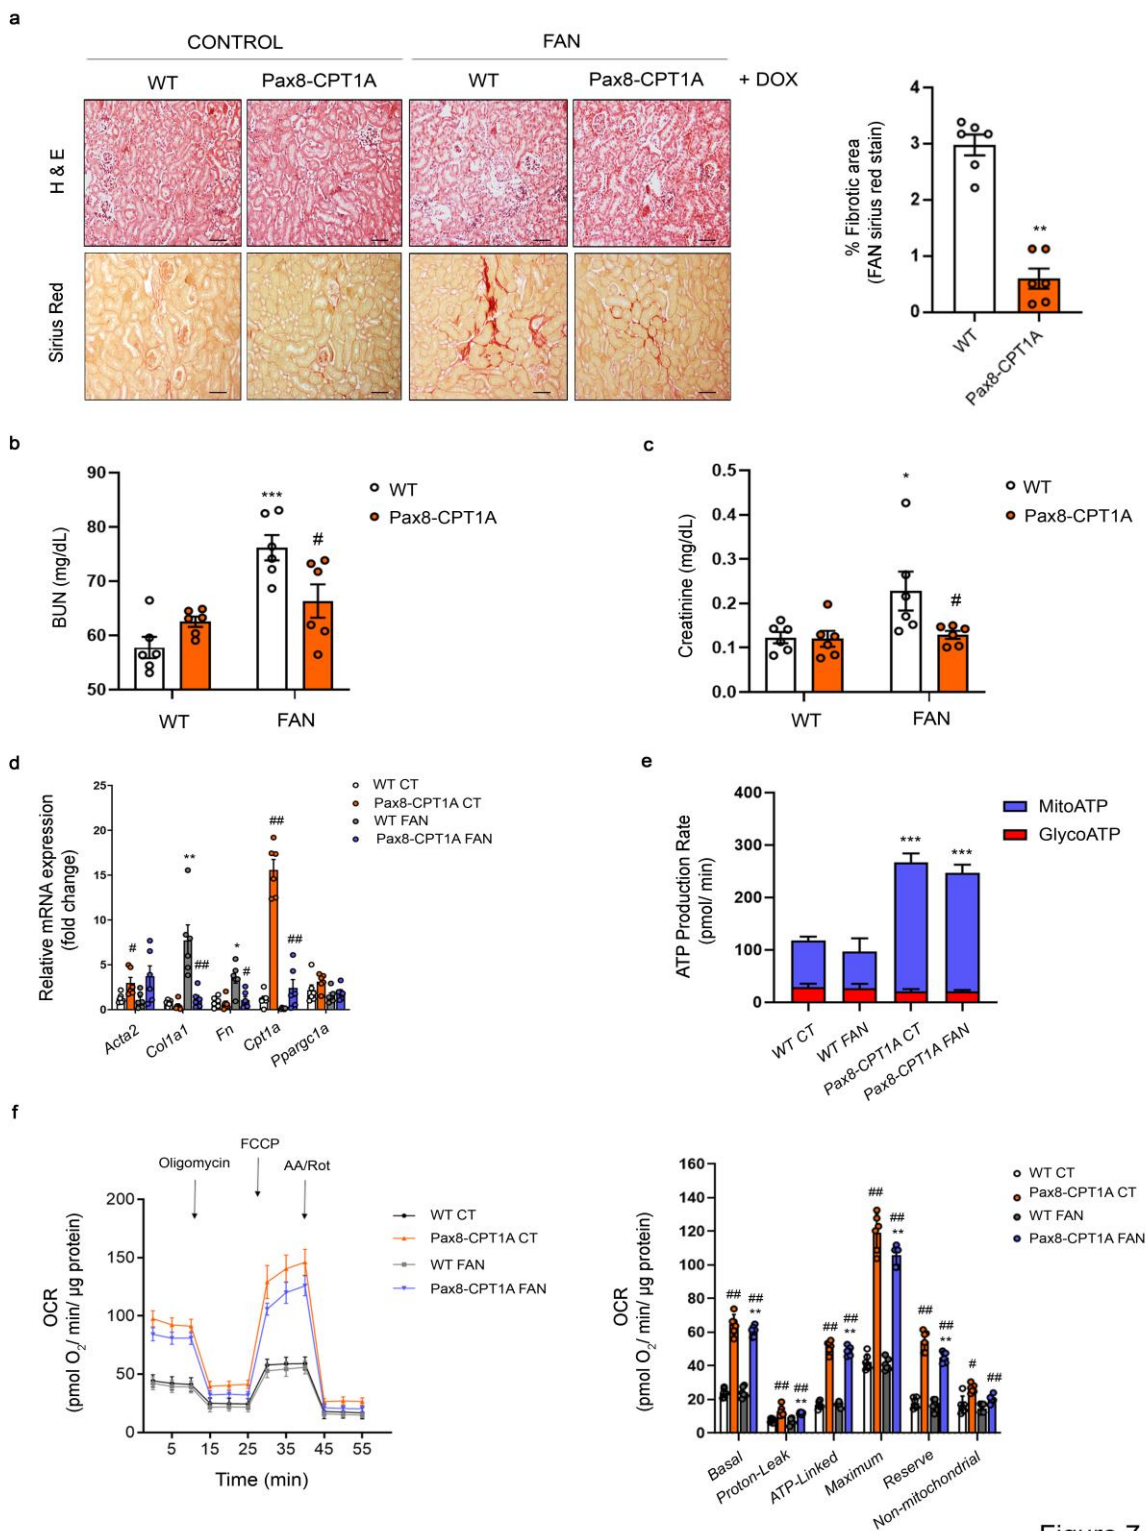 a
CONTROL FAN
WT Pax8-CPT1A WT Pax8-CPT1A + DOX
H & E
Sirius Red
% Fibrotic area
(FAN sirius red stain)
4
3
2
1
0
**
WT
Pax8-CPT1A
b
BUN (mg/dL)
90
80
70
60
50
***
#
WT
Pax8-CPT1A
WT FAN
c
Creatinine (mg/dL)
0.5
0.4
0.3
0.2
0.1
0.0
*
#
WT
Pax8-CPT1A
WT FAN
d
Relative mRNA expression
(fold change)
25
20
15
10
5
0
#
**
##
*
#
##
##
WT CT
Pax8-CPT1A CT
WT FAN
Pax8-CPT1A FAN
Acta2
Col1a1
Fn
Cpt1a
Ppargc1a
e
ATP Production Rate
(pmol/ min)
400
300
200
100
0
***
***
MitoATP
GlycoATP
WT CT
WT FAN
Pax8-CPT1A CT
Pax8-CPT1A FAN
f
OCR
(pmol O2/ min/ µg protein)
200
150
100
50
0
Oligomycin
FCCP
AA/Rot
WT CT
Pax8-CPT1A CT
WT FAN
Pax8-CPT1A FAN
5 15 25 35 45 55
Time (min)
OCR
(pmol O2/ min/ µg protein)
160
140
120
100
80
60
40
20
0
##
##
**
##
##
**
##
##
**
##
##
**
##
##
**
#
##
WT CT
Pax8-CPT1A CT
WT FAN
Pax8-CPT1A FAN
Basal
Proton-Leak
ATP-Linked
Maximum
Reserve
Non-mitochondrial